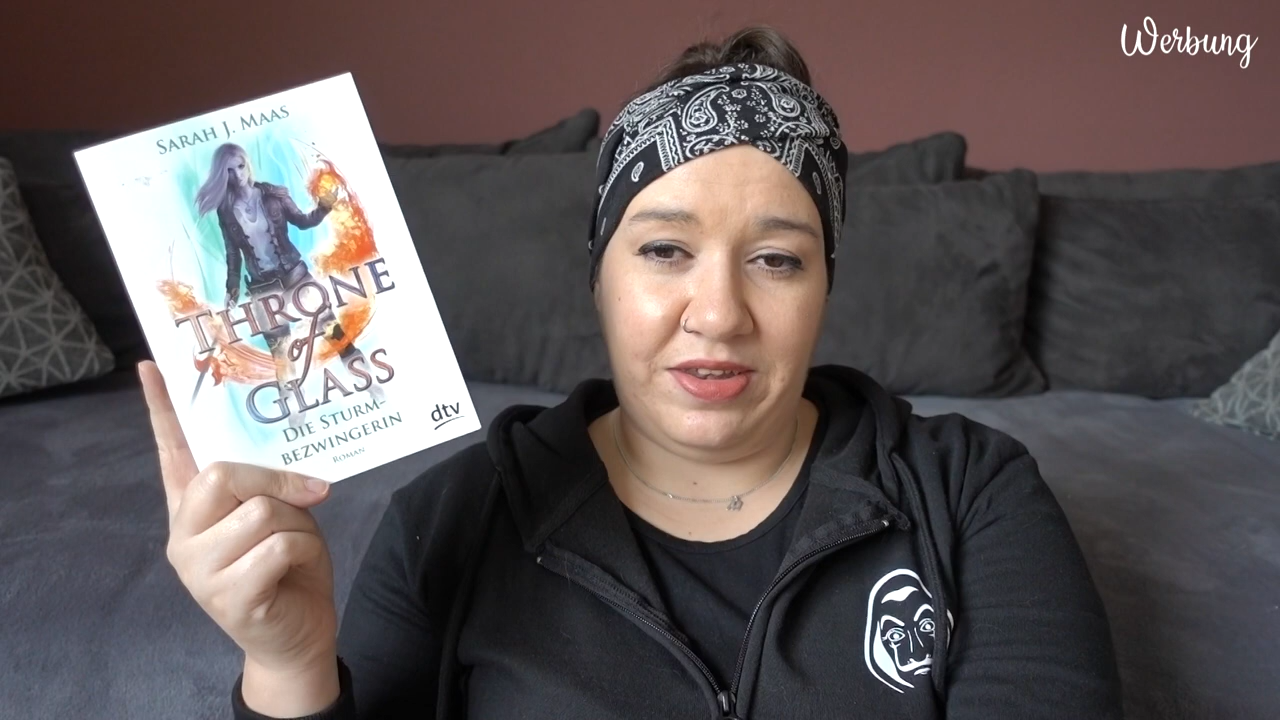 Werbung
SARAH J. MAAS
THRONE
of
GLASS
DIE STURM-
BEZWINGERIN
ROMAN
dtv